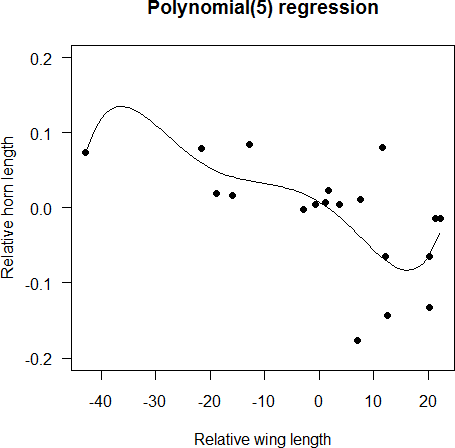 Polynomial(5) regression
Relative horn length
0.2
0.1
0.0
-0.1
-0.2
-40 -30 -20 -10 0 10 20
Relative wing length